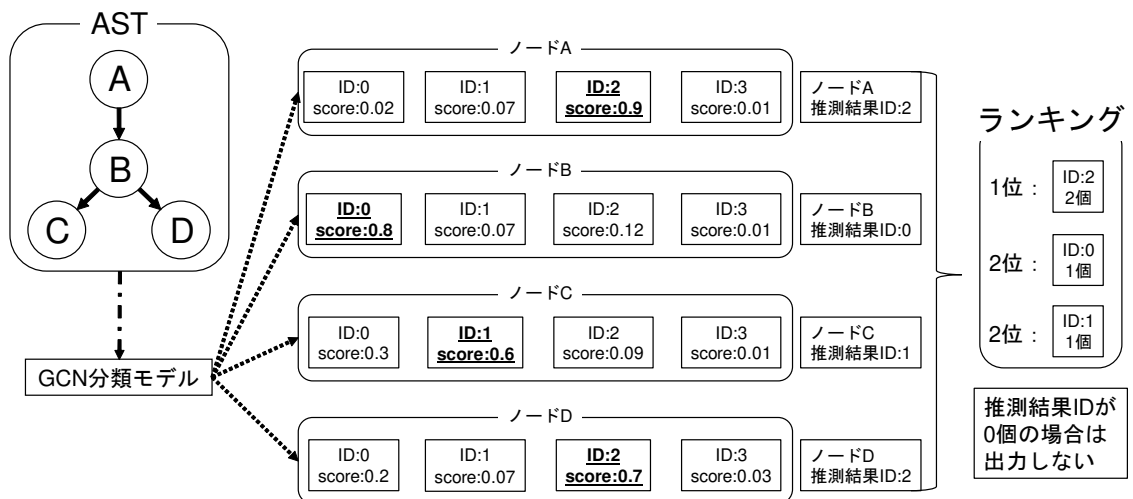 AST
A
B
C
D
GCN分類モデル
ノードA
ID:0
score:0.02
ID:1
score:0.07
ID:2
score:0.9
ID:3
score:0.01
ノードA
推測結果ID:2
ノードB
ID:0
score:0.8
ID:1
score:0.07
ID:2
score:0.12
ID:3
score:0.01
ノードB
推測結果ID:0
ノードC
ID:0
score:0.3
ID:1
score:0.6
ID:2
score:0.09
ID:3
score:0.01
ノードC
推測結果ID:1
ノードD
ID:0
score:0.2
ID:1
score:0.07
ID:2
score:0.7
ID:3
score:0.03
ノードD
推測結果ID:2
ランキング
1位：
ID:2
2個
2位：
ID:0
1個
2位：
ID:1
1個
推測結果IDが
0個の場合は
出力しない